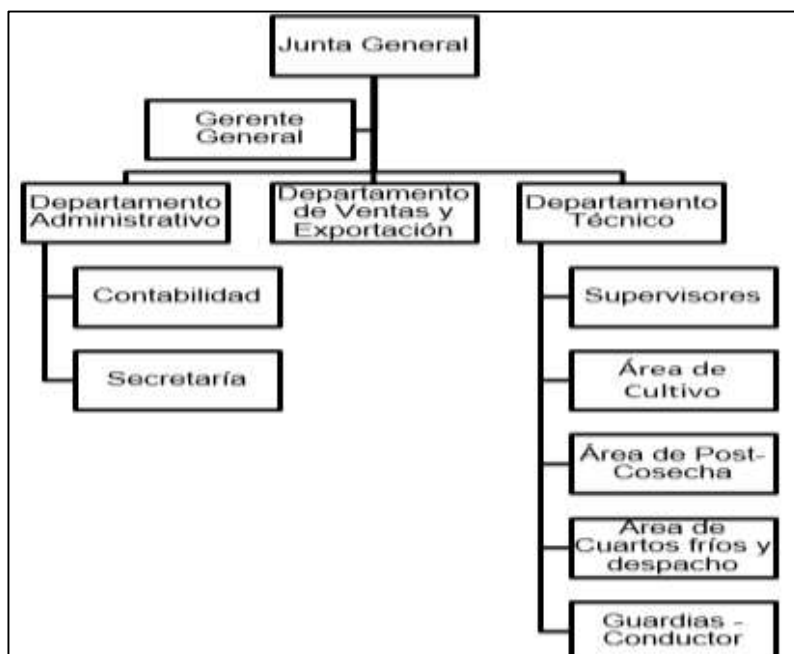 Junta General
Gerente
General
Departamento
Administrativo
Departamento
de Ventas y
Exportación
Departamento
Técnico
Contabilidad
Secretaría
Supervisores
Área de
Cultivo
Área de Post-
Cosecha
Área de
Cuartos fríos y
despacho
Guardias -
Conductor